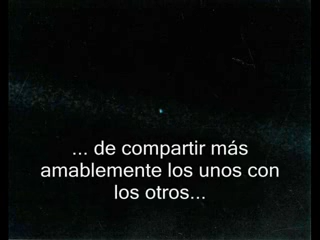 ... de compartir más
amablemente los unos con
los otros...